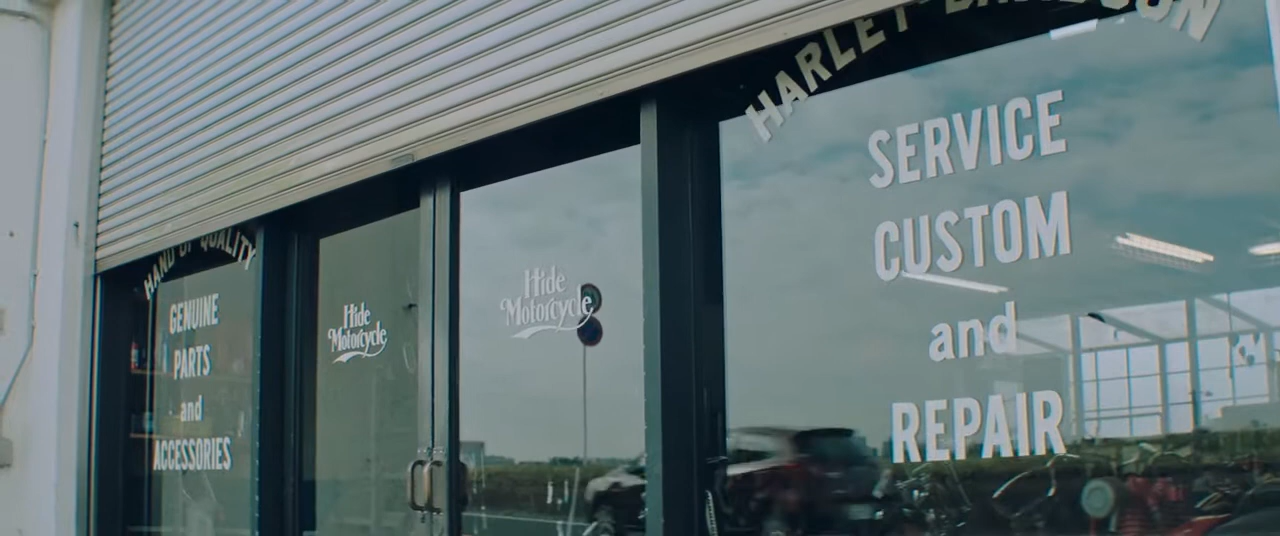 HAND OF QUALITY
GENUINE
PARTS
and
ACCESSORIES
Hide
Motorcycle
Hide
Motorcycle
HARLEY-DAVIDSON
SERVICE
CUSTOM
and
REPAIR